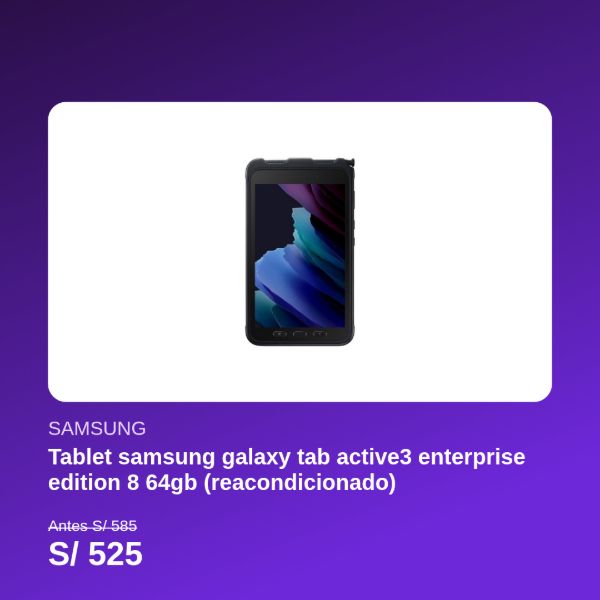 SAMSUNG
Tablet samsung galaxy tab active3 enterprise
edition 8 64gb (reacondicionado)
Antes S/ 585
S/ 525